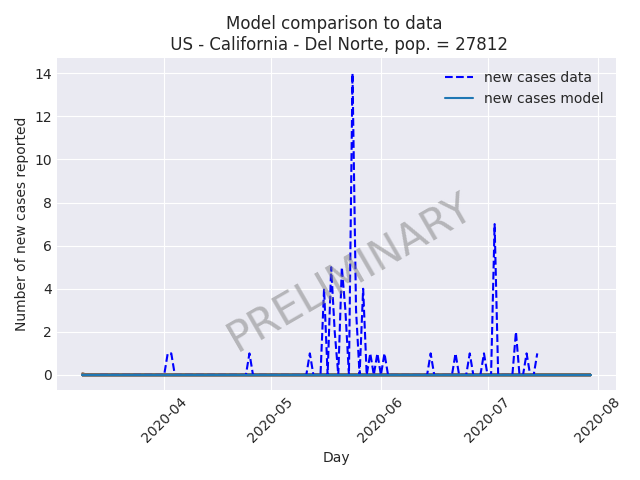 Model comparison to data
US - California - Del Norte, pop. = 27812
14
12
10
8
6
4
2
0
Number of new cases reported
new cases data
new cases model
PRELIMINARY
2020-04
2020-05
2020-06
2020-07
2020-08
Day